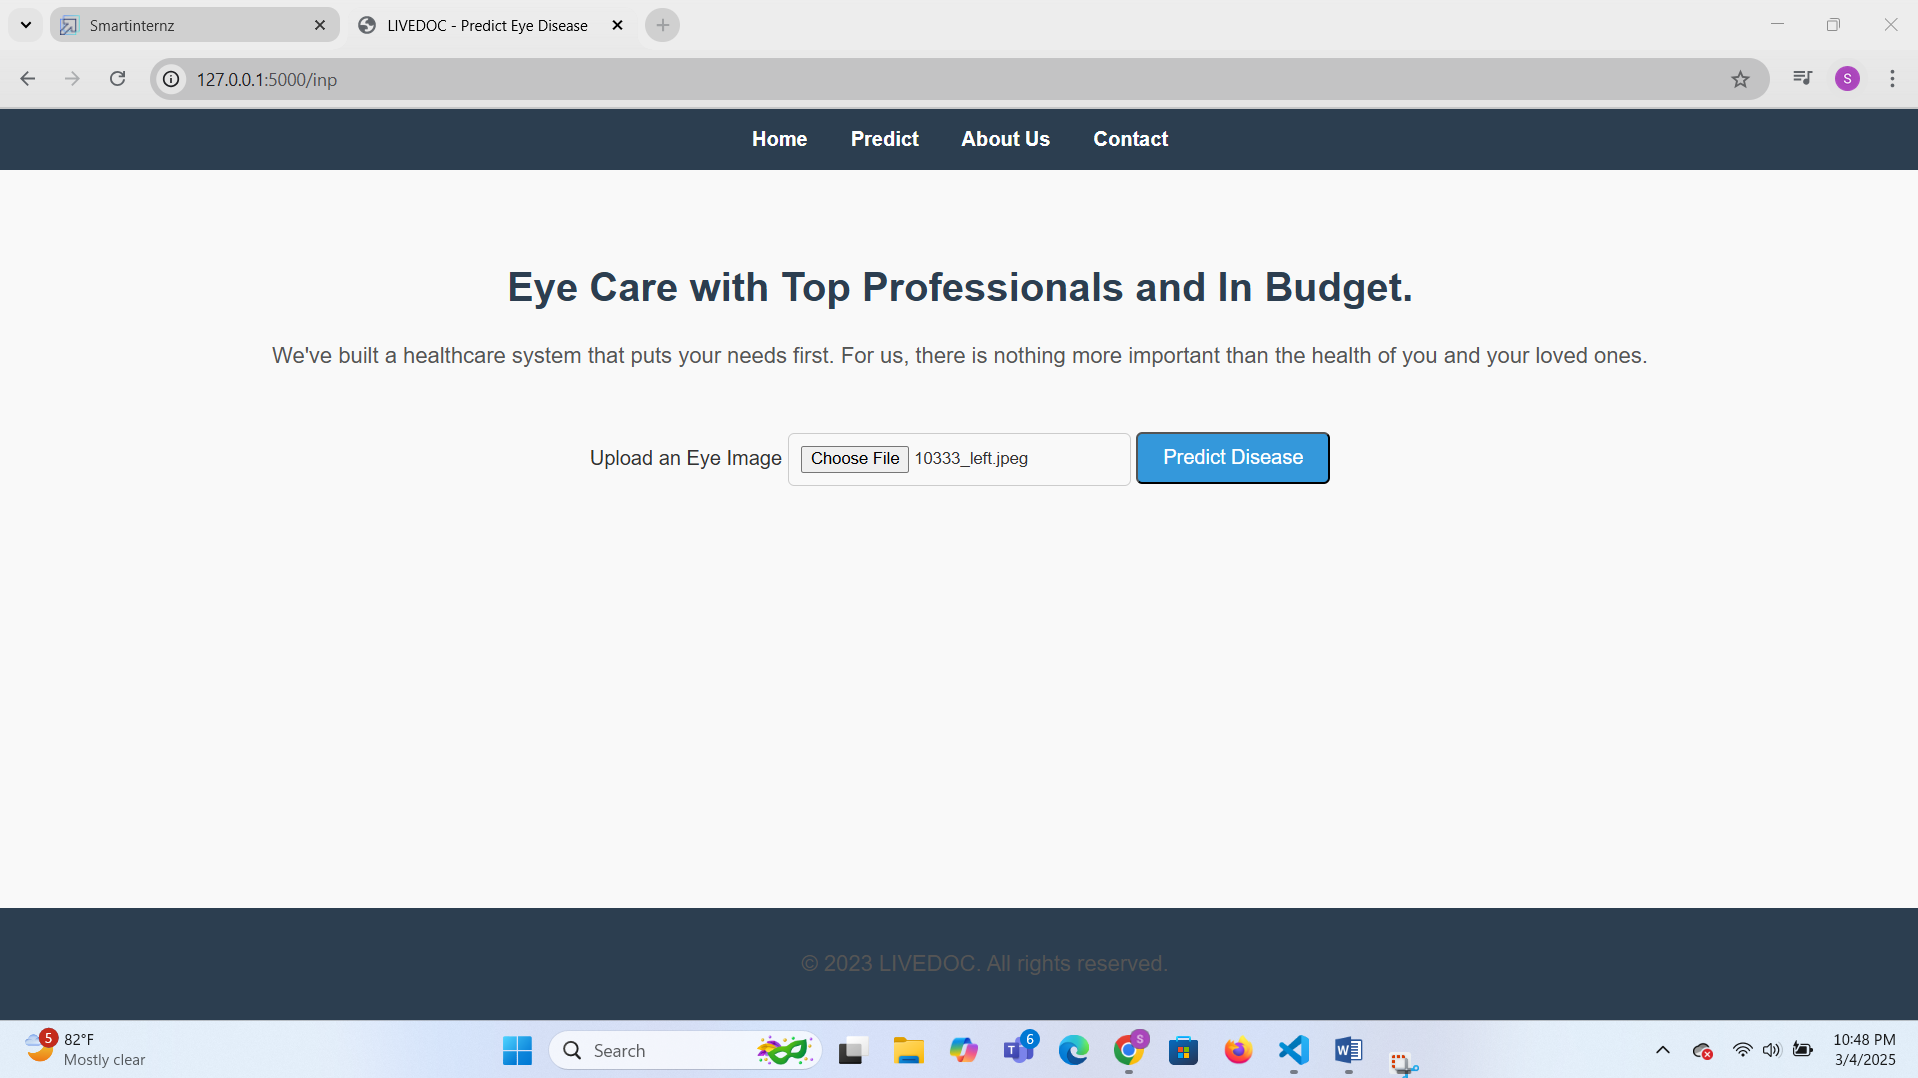 Smartinternz
LIVEDOC - Predict Eye Disease
127.0.0.1:5000/inp
S
Home Predict About Us Contact
Eye Care with Top Professionals and In Budget.
We've built a healthcare system that puts your needs first. For us, there is nothing more important than the health of you and your loved ones.
Upload an Eye Image Choose File 10333_left.jpeg Predict Disease
© 2023 LIVEDOC. All rights reserved.
5 82°F
Mostly clear
Search
6
S
10:48 PM
3/4/2025